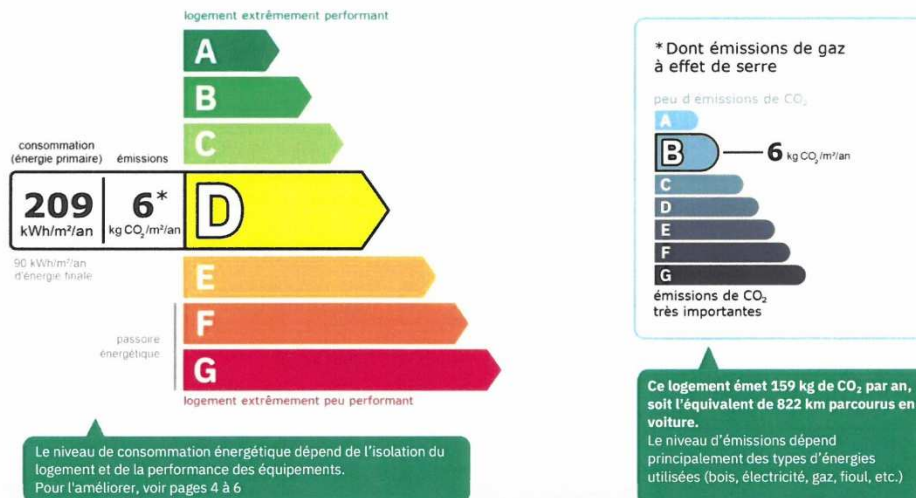 logement extrêmement performant
A
B
C
consommation
(énergie primaire)
émissions
209
kWh/m²/an
6*
kg CO₂/m²/an
D
90 kWh/m²/an
d'énergie finale
E
F
passoire
énergétique
G
logement extrêmement peu performant
Le niveau de consommation énergétique dépend de l'isolation du
logement et de la performance des équipements.
Pour l'améliorer, voir pages 4 à 6
*Dont émissions de gaz
à effet de serre
peu d'émissions de CO₂
A
B
6 kg CO₂/m²/an
C
D
E
F
G
émissions de CO₂
très importantes
Ce logement émet 159 kg de CO₂ par an,
soit l'équivalent de 822 km parcourus en
voiture.
Le niveau d'émissions dépend
principalement des types d'énergies
utilisées (bois, électricité, gaz, fioul, etc.)